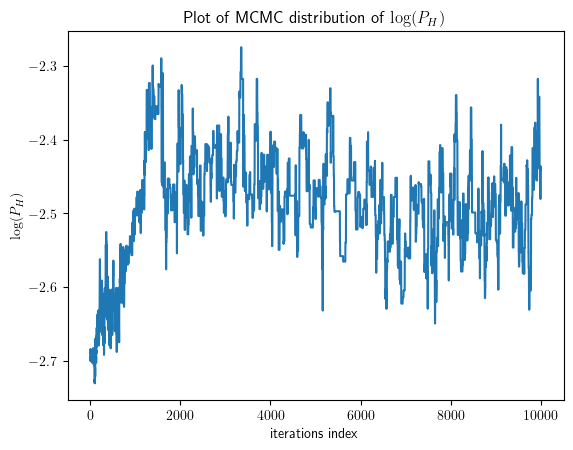 Plot of MCMC distribution of log(P_H)
log(P_H)
−2.3
−2.4
−2.5
−2.6
−2.7
0 2000 4000 6000 8000 10000
iterations index